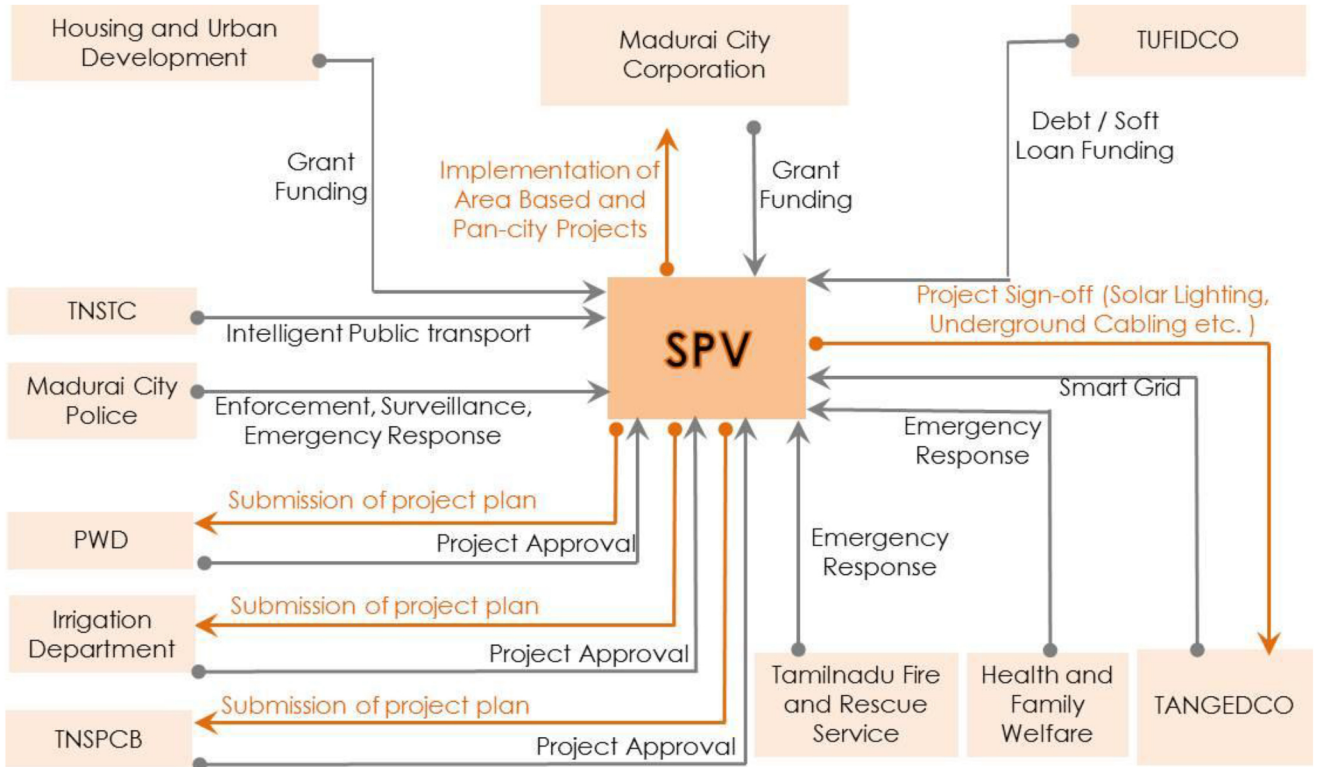 Housing and Urban
Development
Madurai City
Corporation
TUFIDCO
Grant
Funding
Implementation of
Area Based and
Pan-city Projects
Grant
Funding
Debt / Soft
Loan Funding
TNSTC
Intelligent Public transport
SPV
Project Sign-off (Solar Lighting,
Underground Cabling etc. )
Madurai City
Police
Enforcement, Surveillance,
Emergency Response
Smart Grid
Emergency
Response
Submission of project plan
PWD
Project Approval
Emergency
Response
Submission of project plan
Irrigation
Department
Project Approval
Submission of project plan
TNSPCB
Project Approval
Tamilnadu Fire
and Rescue
Service
Health and
Family
Welfare
TANGEDCO